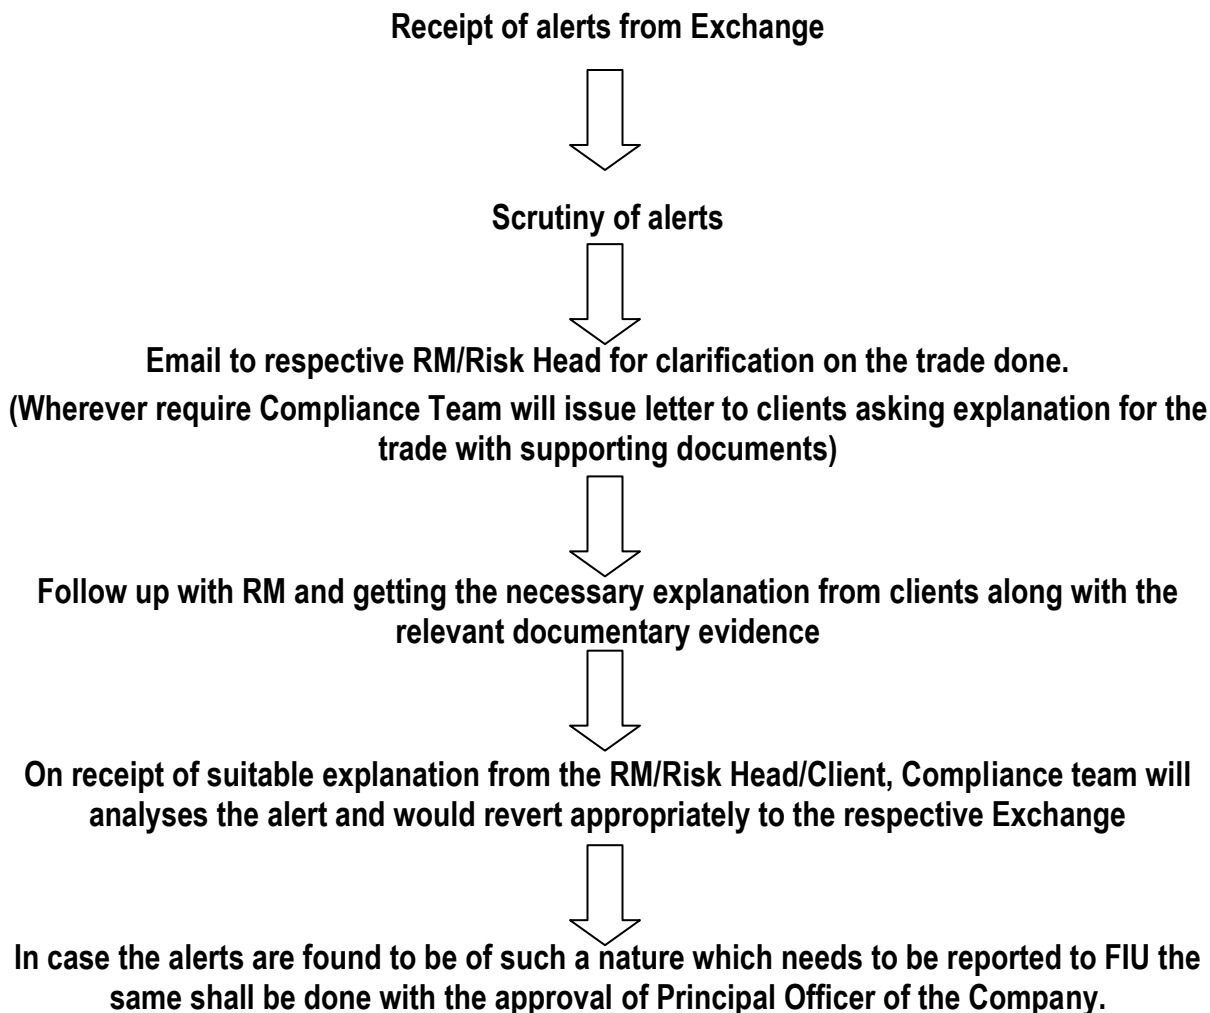 Receipt of alerts from Exchange
Scrutiny of alerts
Email to respective RM/Risk Head for clarification on the trade done.
(Wherever require Compliance Team will issue letter to clients asking explanation for the
trade with supporting documents)
Follow up with RM and getting the necessary explanation from clients along with the
relevant documentary evidence
On receipt of suitable explanation from the RM/Risk Head/Client, Compliance team will
analyses the alert and would revert appropriately to the respective Exchange
In case the alerts are found to be of such a nature which needs to be reported to FIU the
same shall be done with the approval of Principal Officer of the Company.